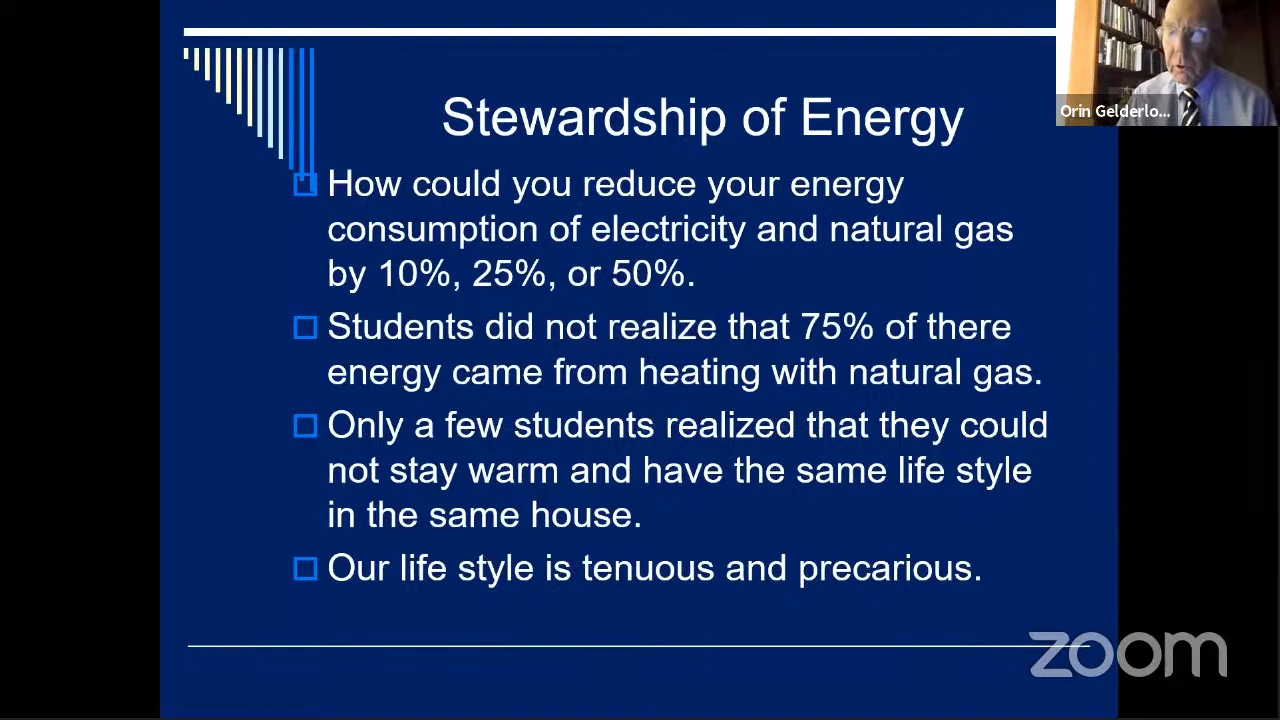 Stewardship of Energy
How could you reduce your energy
consumption of electricity and natural gas
by 10%, 25%, or 50%.
Students did not realize that 75% of there
energy came from heating with natural gas.
Only a few students realized that they could
not stay warm and have the same life style
in the same house.
Our life style is tenuous and precarious.
Orin Gelderlo...
zoom